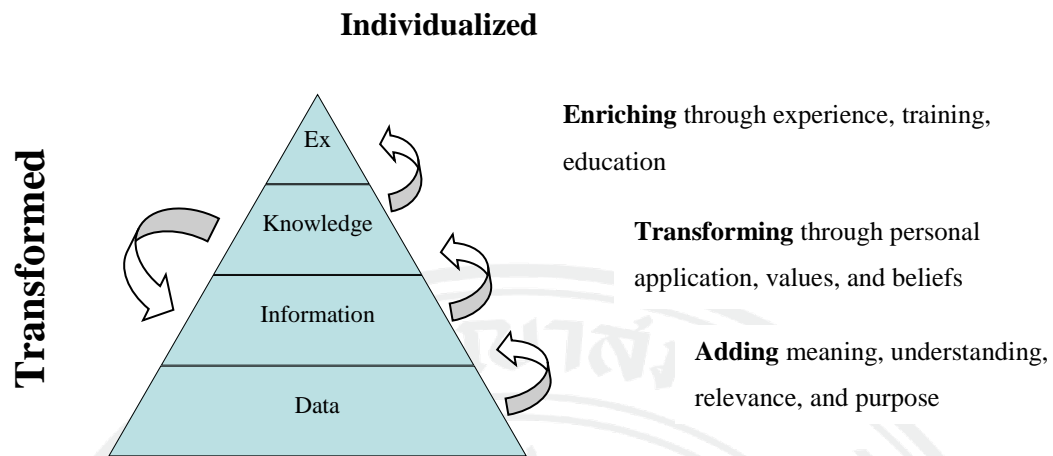 Individualized
Enriching through experience, training,
education
Ex
Knowledge
Transforming through personal
application, values, and beliefs
Transformed
Information
Adding meaning, understanding,
relevance, and purpose
Data